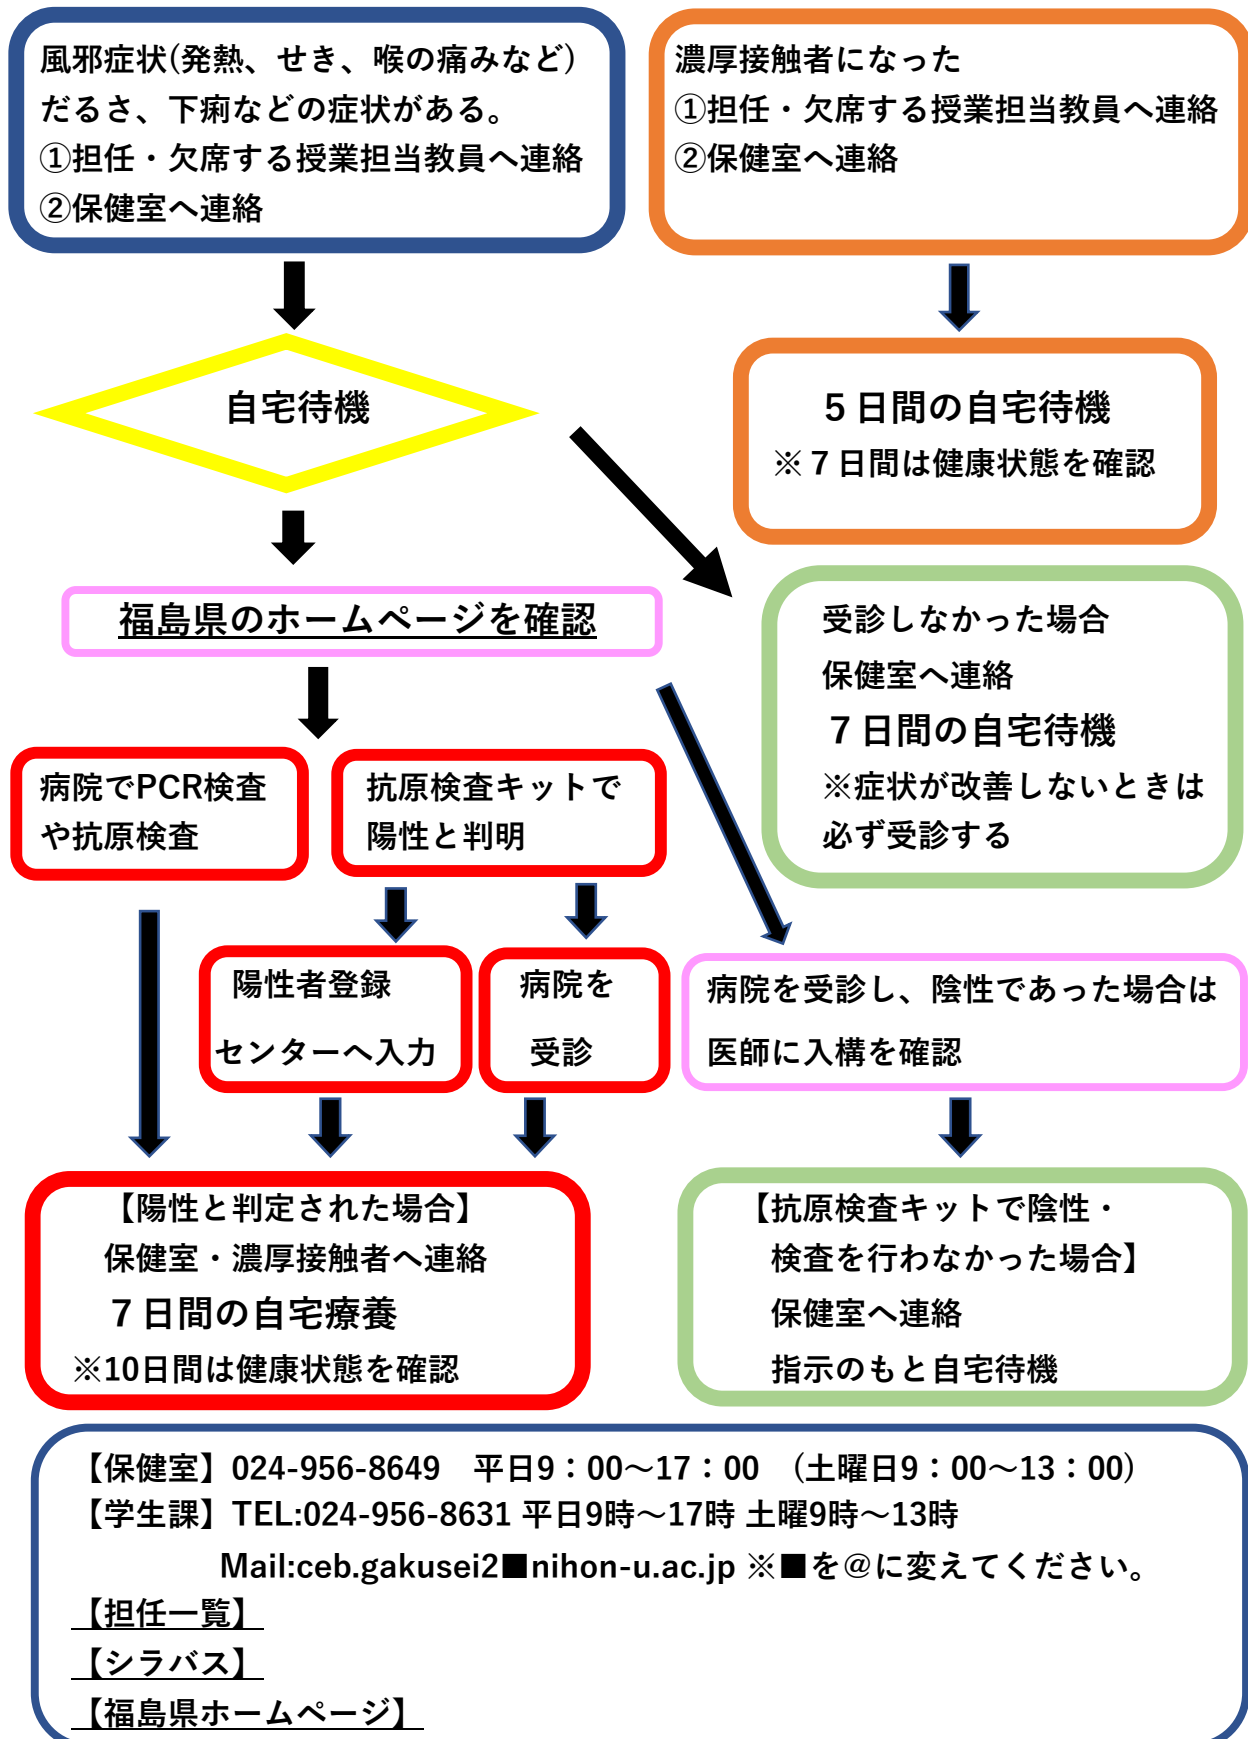 風邪症状(発熱、せき、喉の痛みなど)
だるさ、下痢などの症状がある。
①担任・欠席する授業担当教員へ連絡
②保健室へ連絡
濃厚接触者になった
①担任・欠席する授業担当教員へ連絡
②保健室へ連絡
自宅待機
５日間の自宅待機
※７日間は健康状態を確認
福島県のホームページを確認
受診しなかった場合
保健室へ連絡
７日間の自宅待機
※症状が改善しないときは
必ず受診する
病院でPCR検査
や抗原検査
抗原検査キットで
陽性と判明
陽性者登録
センターへ入力
病院を
受診
病院を受診し、陰性であった場合は
医師に入構を確認
【陽性と判定された場合】
保健室・濃厚接触者へ連絡
７日間の自宅療養
※10日間は健康状態を確認
【抗原検査キットで陰性・
検査を行わなかった場合】
保健室へ連絡
指示のもと自宅待機
【保健室】024-956-8649　平日9：00～17：00　(土曜日9：00～13：00)
【学生課】TEL:024-956-8631 平日9時～17時 土曜9時～13時
Mail:ceb.gakusei2■nihon-u.ac.jp ※■を@に変えてください。
【担任一覧】
【シラバス】
【福島県ホームページ】